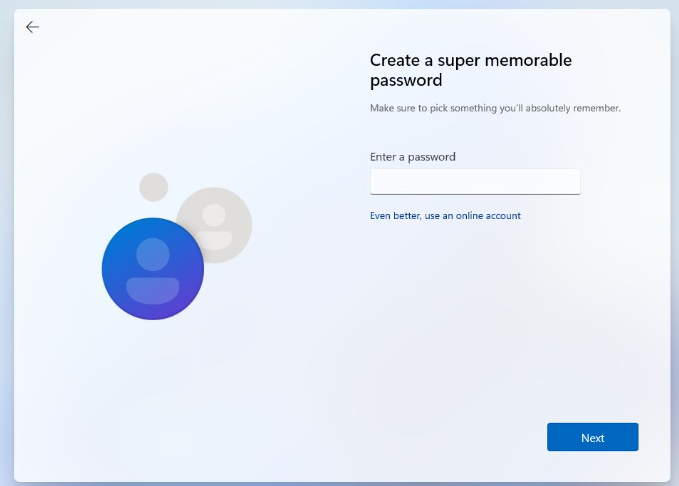 Create a super memorable
password
Make sure to pick something you'll absolutely remember.
Enter a password
Even better, use an online account
Next